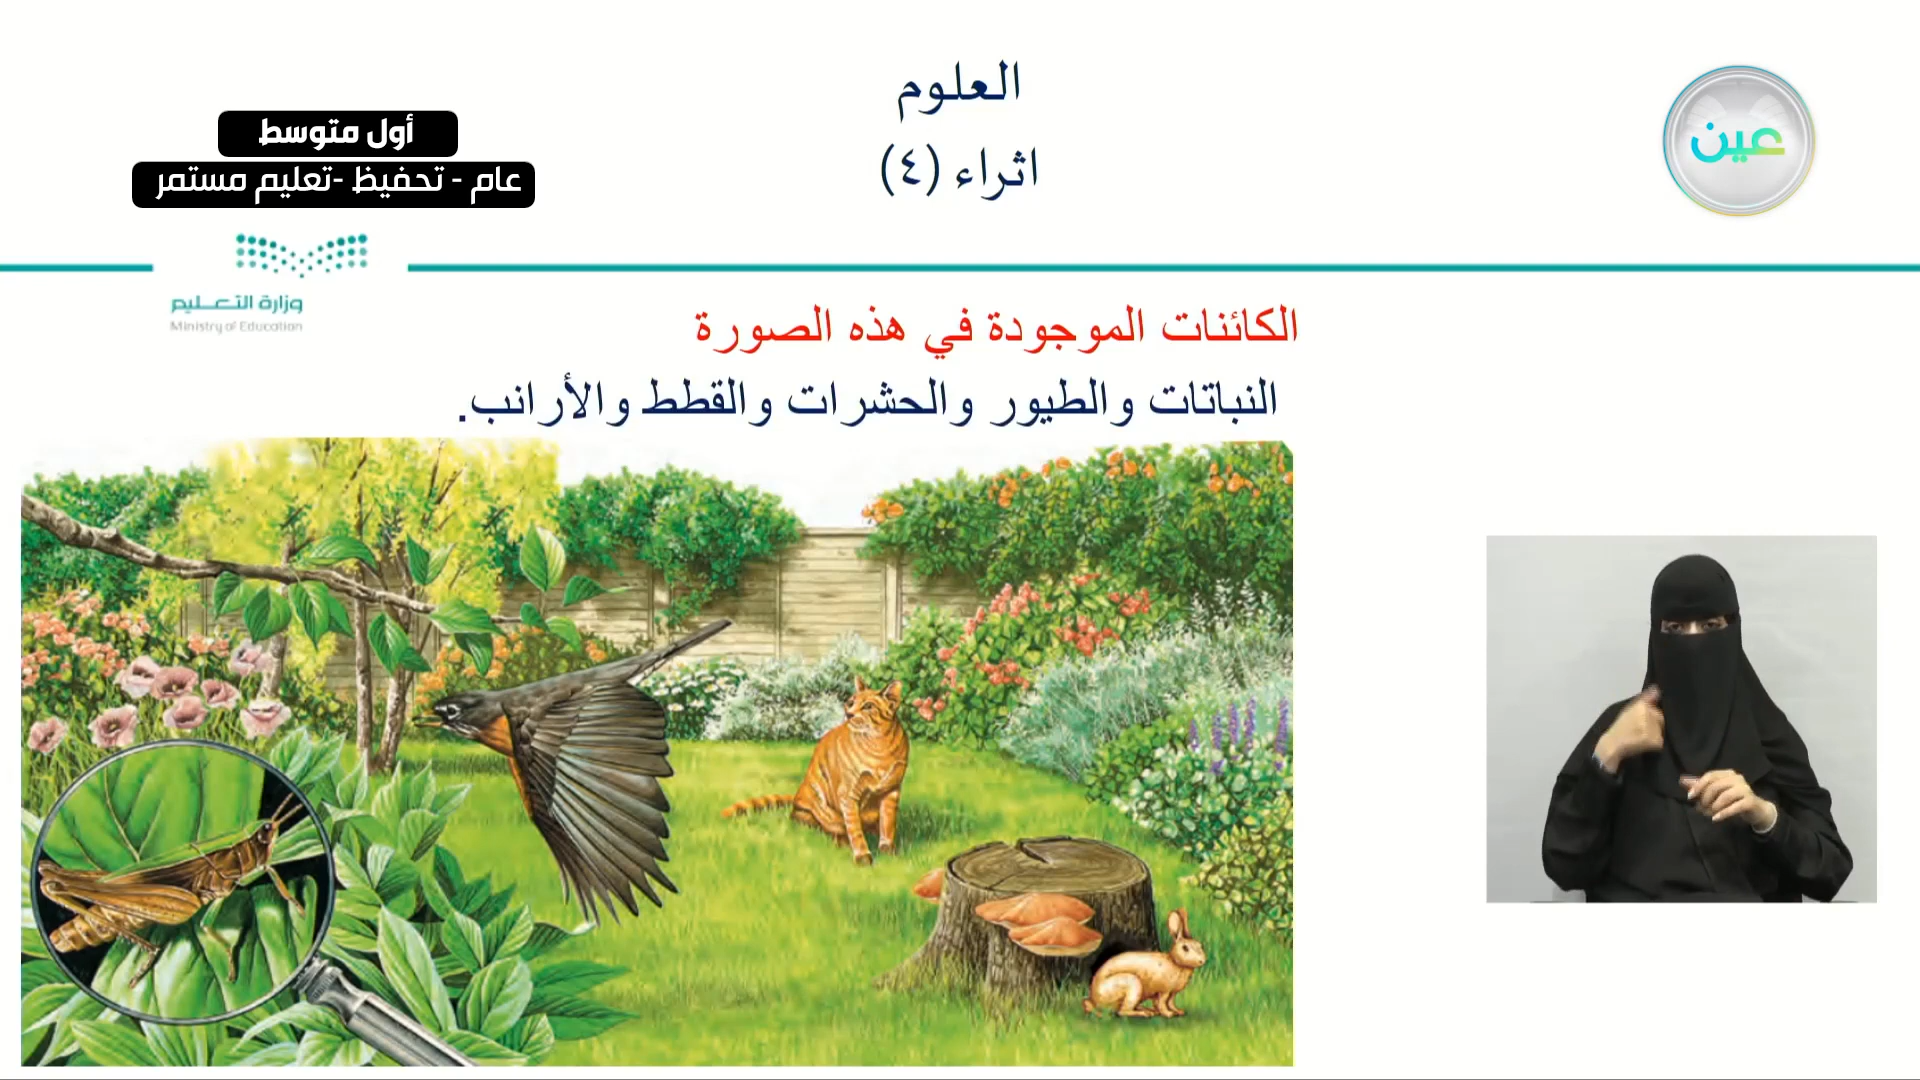 العلوم
اثراء (٤)
أول متوسط
عام - تحفيظ -تعليم مستمر
عين
وزارة التعليم
Ministry of Education
الكائنات الموجودة في هذه الصورة
النباتات والطيور والحشرات والقطط والأرانب.